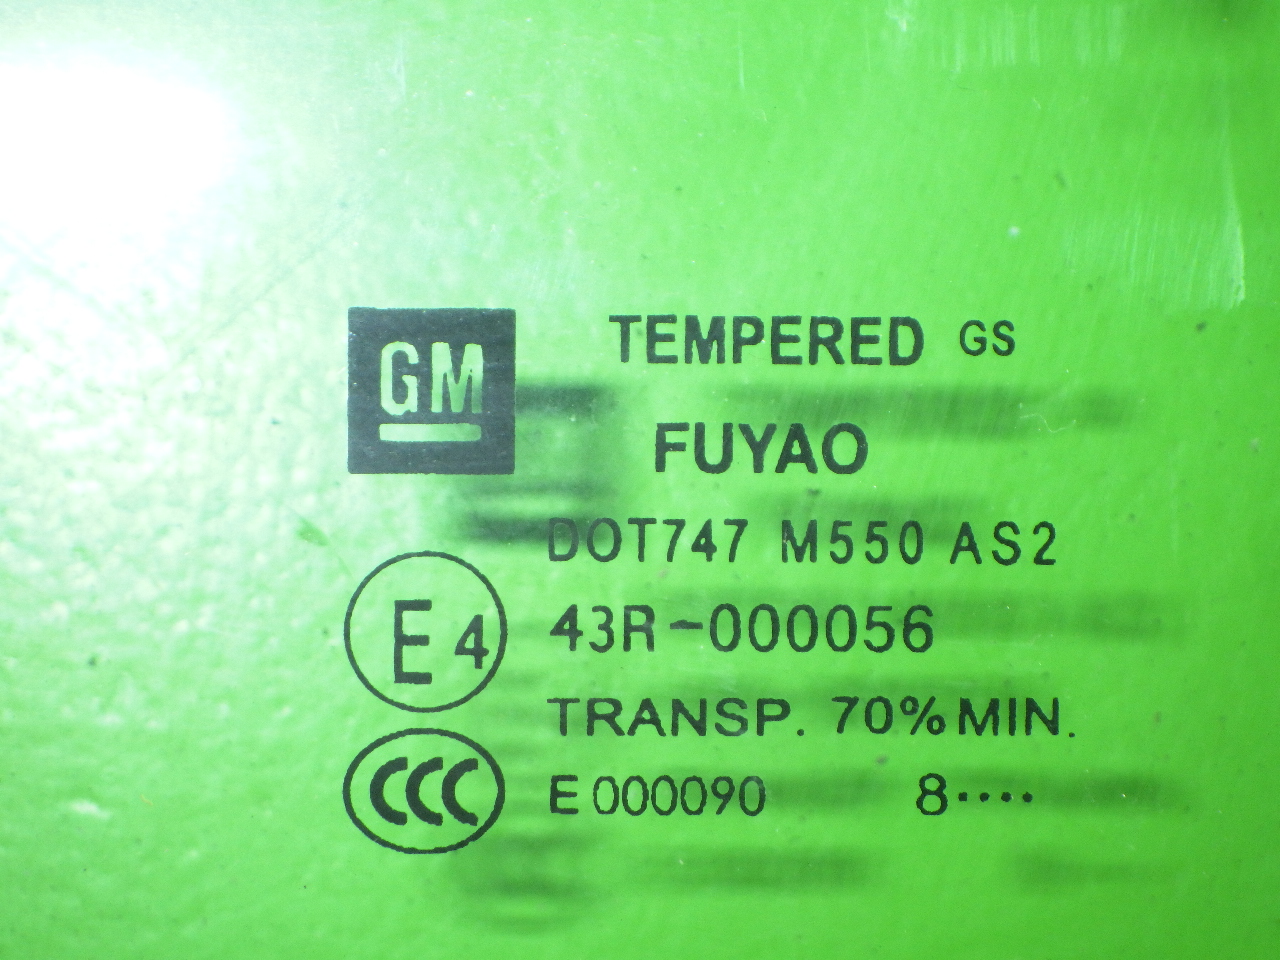 GM
TEMPERED GS
FUYAO
DOT747 M550 AS2
E4
43R-000056
TRANSP. 70% MIN.
CCC
E000090 8····